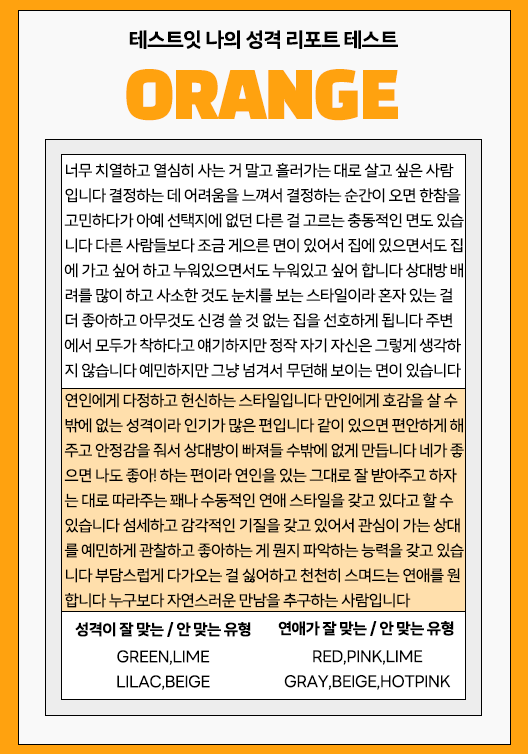 테스트잇 나의 성격 리포트 테스트
ORANGE
너무 치열하고 열심히 사는 거 말고 흘러가는 대로 살고 싶은 사람
입니다 결정하는 데 어려움을 느껴서 결정하는 순간이 오면 한참을
고민하다가 아예 선택지에 없던 다른 걸 고르는 충동적인 면도 있습
니다 다른 사람들보다 조금 게으른 면이 있어서 집에 있으면서도 집
에 가고 싶어 하고 누워있으면서도 누워있고 싶어 합니다 상대방 배
려를 많이 하고 사소한 것도 눈치를 보는 스타일이라 혼자 있는 걸
더 좋아하고 아무것도 신경 쓸 것 없는 집을 선호하게 됩니다 주변
에서 모두가 착하다고 얘기하지만 정작 자기 자신은 그렇게 생각하
지 않습니다 예민하지만 그냥 넘겨서 무던해 보이는 면이 있습니다
연인에게 다정하고 헌신하는 스타일입니다 만인에게 호감을 살 수
밖에 없는 성격이라 인기가 많은 편입니다 같이 있으면 편안하게 해
주고 안정감을 줘서 상대방이 빠져들 수밖에 없게 만듭니다 네가 좋
으면 나도 좋아! 하는 편이라 연인을 있는 그대로 잘 받아주고 하자
는 대로 따라주는 꽤나 수동적인 연애 스타일을 갖고 있다고 할 수
있습니다 섬세하고 감각적인 기질을 갖고 있어서 관심이 가는 상대
를 예민하게 관찰하고 좋아하는 게 뭔지 파악하는 능력을 갖고 있습
니다 부담스럽게 다가오는 걸 싫어하고 천천히 스며드는 연애를 원
합니다 누구보다 자연스러운 만남을 추구하는 사람입니다
성격이 잘 맞는 / 안 맞는 유형
GREEN,LIME
LILAC,BEIGE
연애가 잘 맞는 / 안 맞는 유형
RED,PINK,LIME
GRAY,BEIGE,HOTPINK